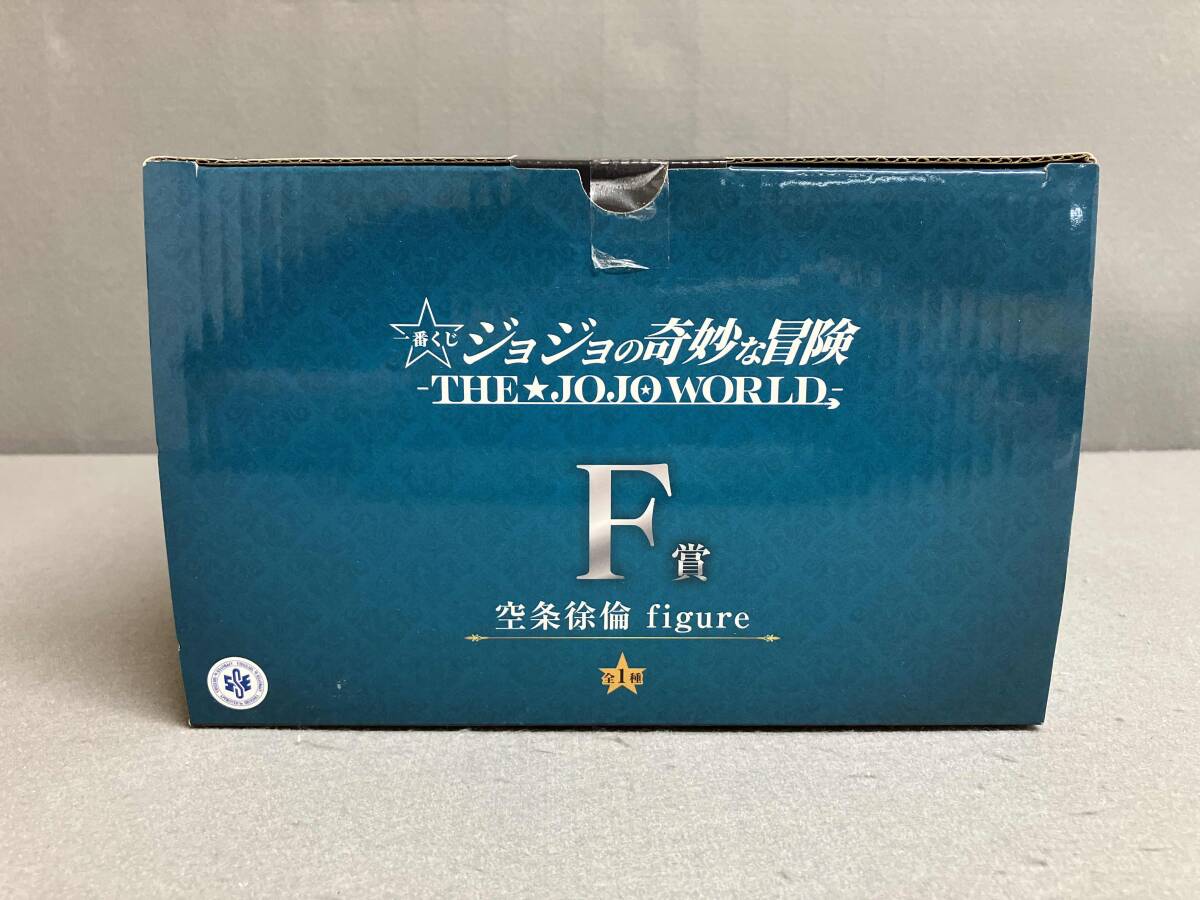 一番くじ ジョジョの奇妙な冒険
-THE★JOJO WORLD-
F賞
空条徐倫 figure
全1種